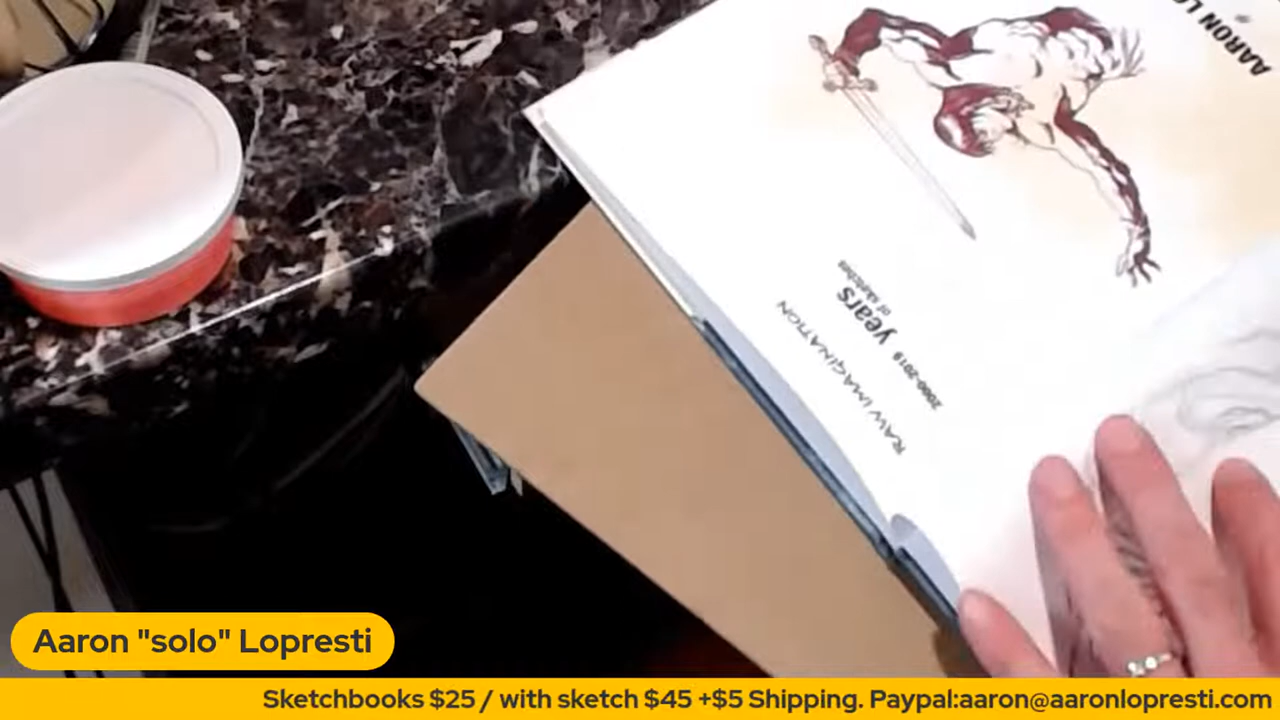 AARON LO
RAW IMAGINATION
2000-2019 years
of sketches
Aaron "solo" Lopresti
Sketchbooks $25 / with sketch $45 +$5 Shipping. Paypal:aaron@aaronlopresti.com